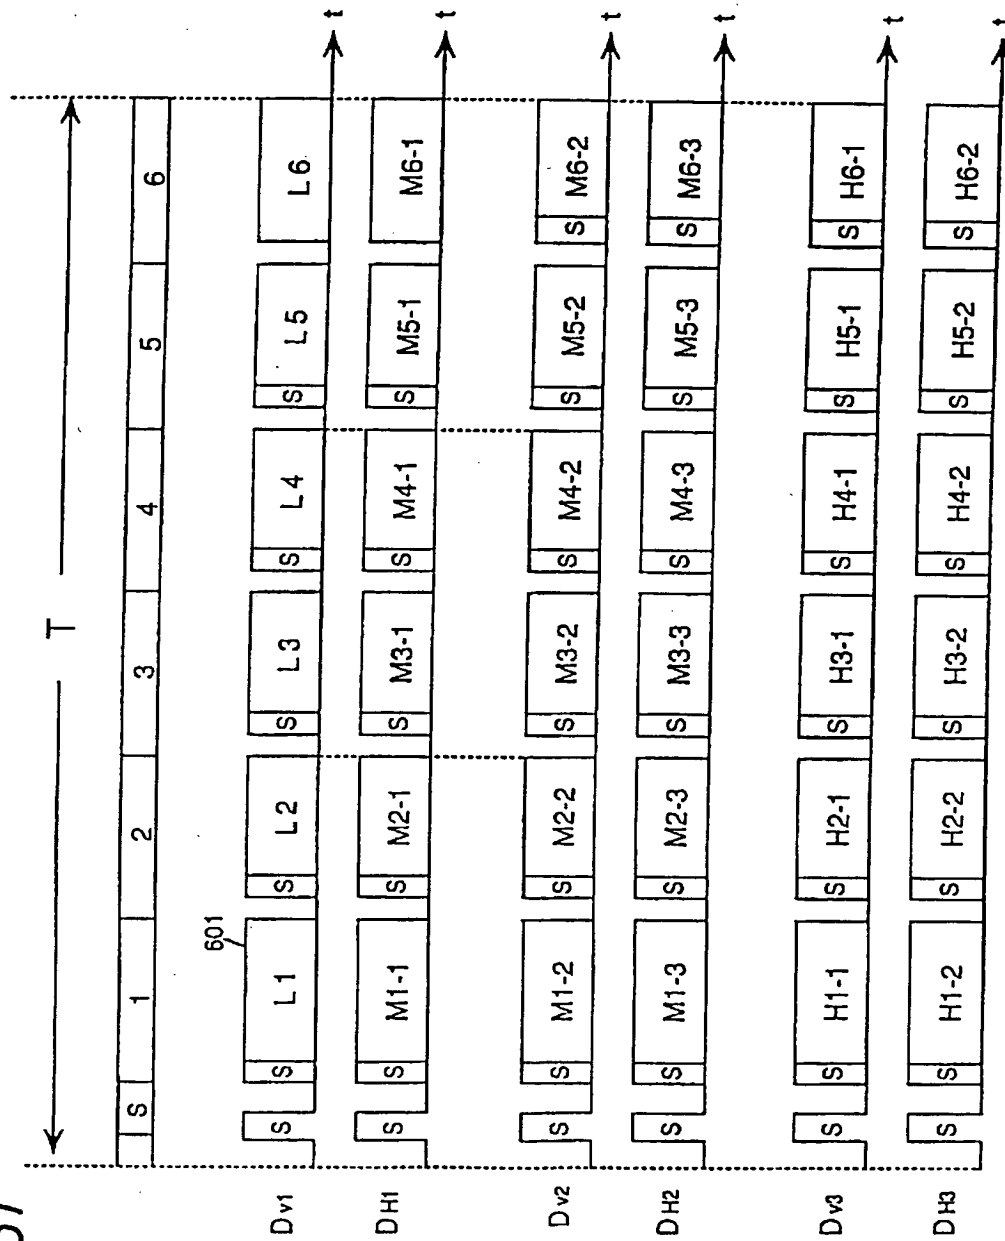 T
S 1 2 3 4 5 6
601
Dv1 S S L1 S L2 S L3 S L4 S L5 L6 t
DH1 S S M1-1 S M2-1 S M3-1 S M4-1 S M5-1 M6-1 t
Dv2 S S M1-2 S M2-2 S M3-2 S M4-2 S M5-2 S M6-2 t
DH2 S S M1-3 S M2-3 S M3-3 S M4-3 S M5-3 S M6-3 t
Dv3 S S H1-1 S H2-1 S H3-1 S H4-1 S H5-1 S H6-1 t
DH3 S S H1-2 S H2-2 S H3-2 S H4-2 S H5-2 S H6-2 t